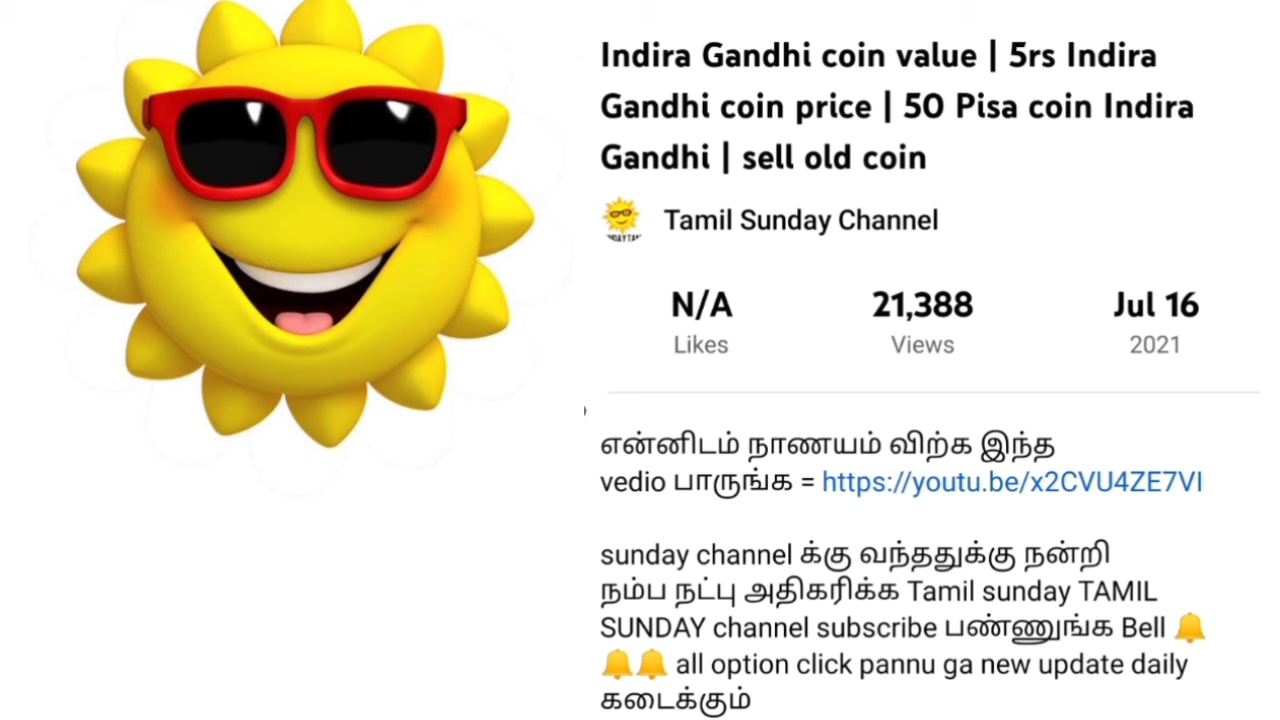 Indira Gandhi coin value | 5rs Indira
Gandhi coin price | 50 Pisa coin Indira
Gandhi | sell old coin
Tamil Sunday Channel
N/A 21,388 Jul 16
Likes Views 2021
என்னிடம் நாணயம் விற்க இந்த
vedio பாருங்க = https://youtu.be/x2CVU4ZE7VI
sunday channel க்கு வந்ததுக்கு நன்றி
நம்ப நட்பு அதிகரிக்க Tamil sunday TAMIL
SUNDAY channel subscribe பண்ணுங்க Bell 🔔
🔔🔔 all option click pannu ga new update daily
கடைக்கும்